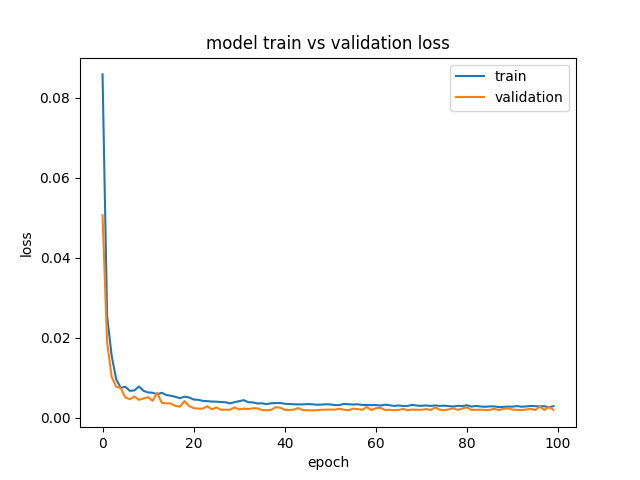 model train vs validation loss
train
validation
loss
0.08
0.06
0.04
0.02
0.00
0
20
40
60
80
100
epoch